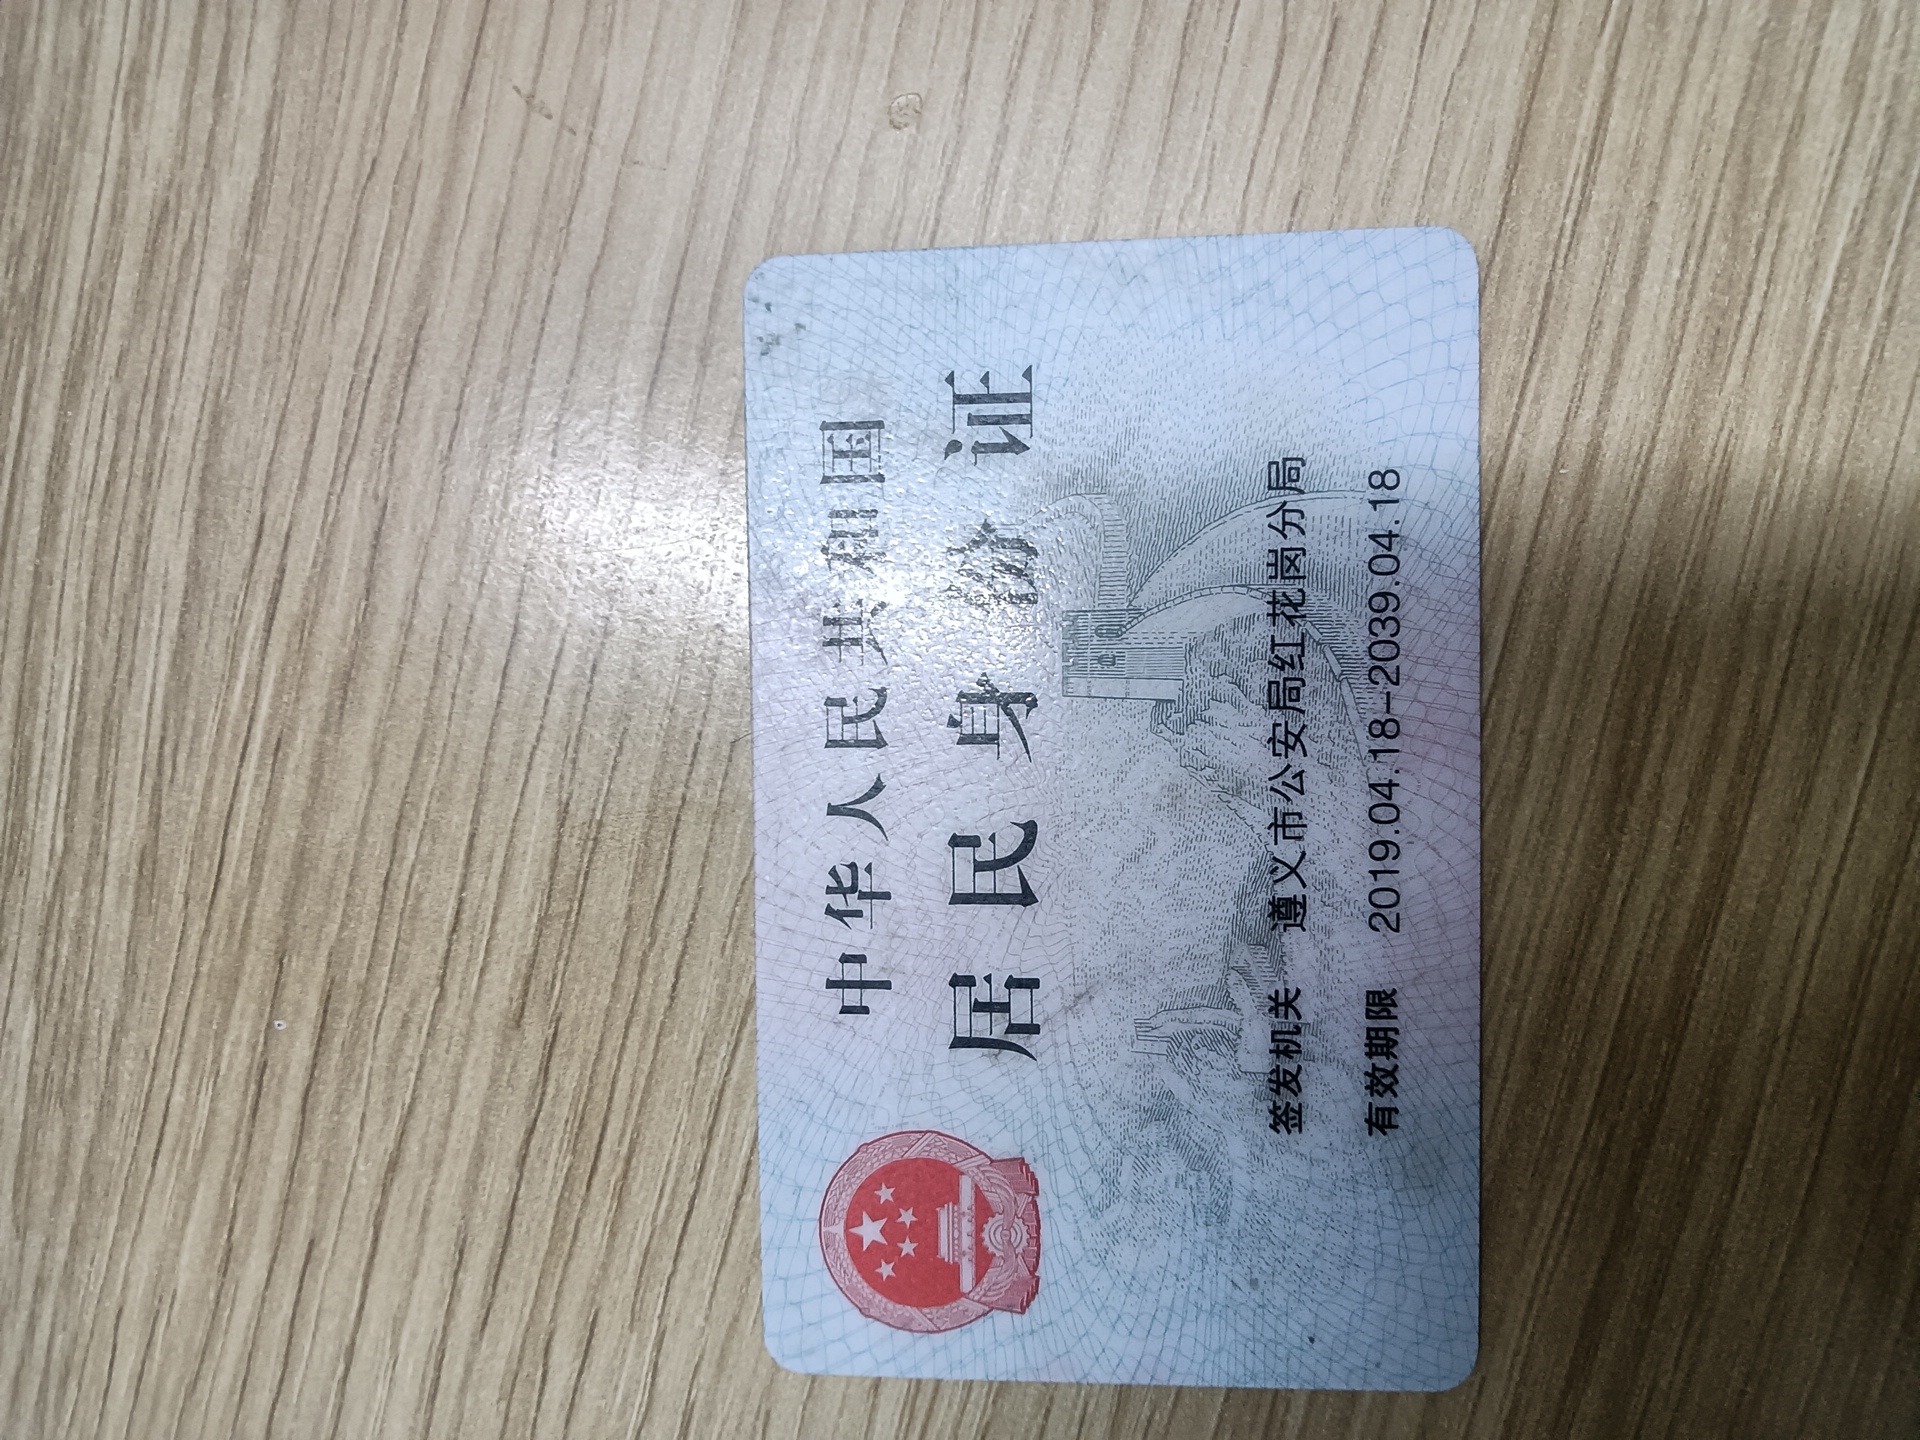 中华人民共和国
居民身份证
签发机关 遵义市公安局红花岗分局
有效期限 2019.04.18-2039.04.18